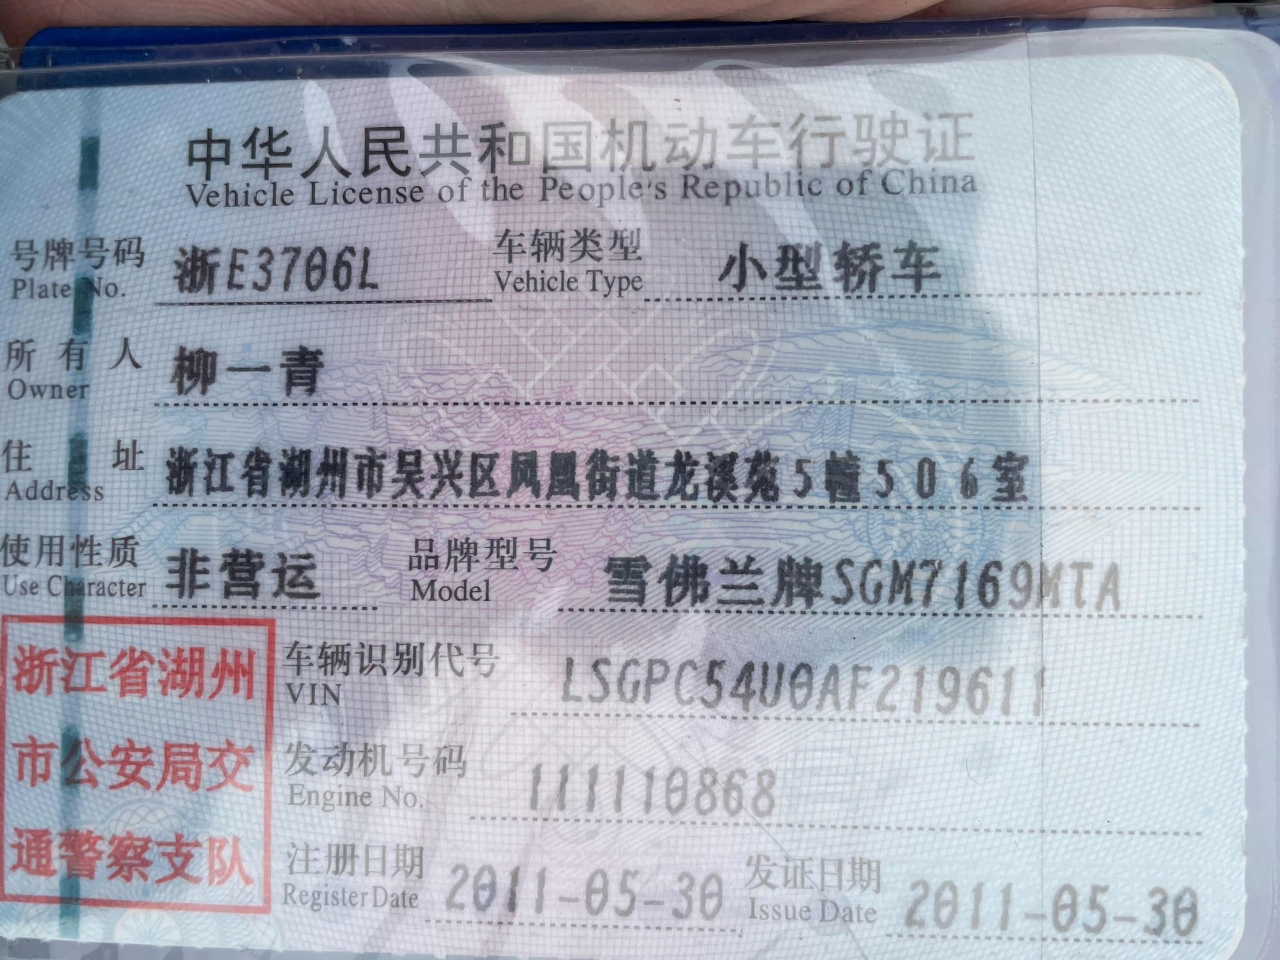 中华人民共和国机动车行驶证
Vehicle License of the People's Republic of China
号牌号码 浙E3706L 车辆类型 小型轿车
Plate No. Vehicle Type
所有人 柳一青
Owner
住址 浙江省湖州市吴兴区凤凰街道龙溪苑5幢506室
Address
使用性质 非营运 品牌型号 雪佛兰牌SGM7169MTA
Use Character Model
浙江省湖州
市公安局交
通警察支队
车辆识别代号 LSGPC54U0AF219611
VIN
发动机号码 111110868
Engine No.
注册日期 2011-05-30 发证日期 2011-05-30
Register Date Issue Date